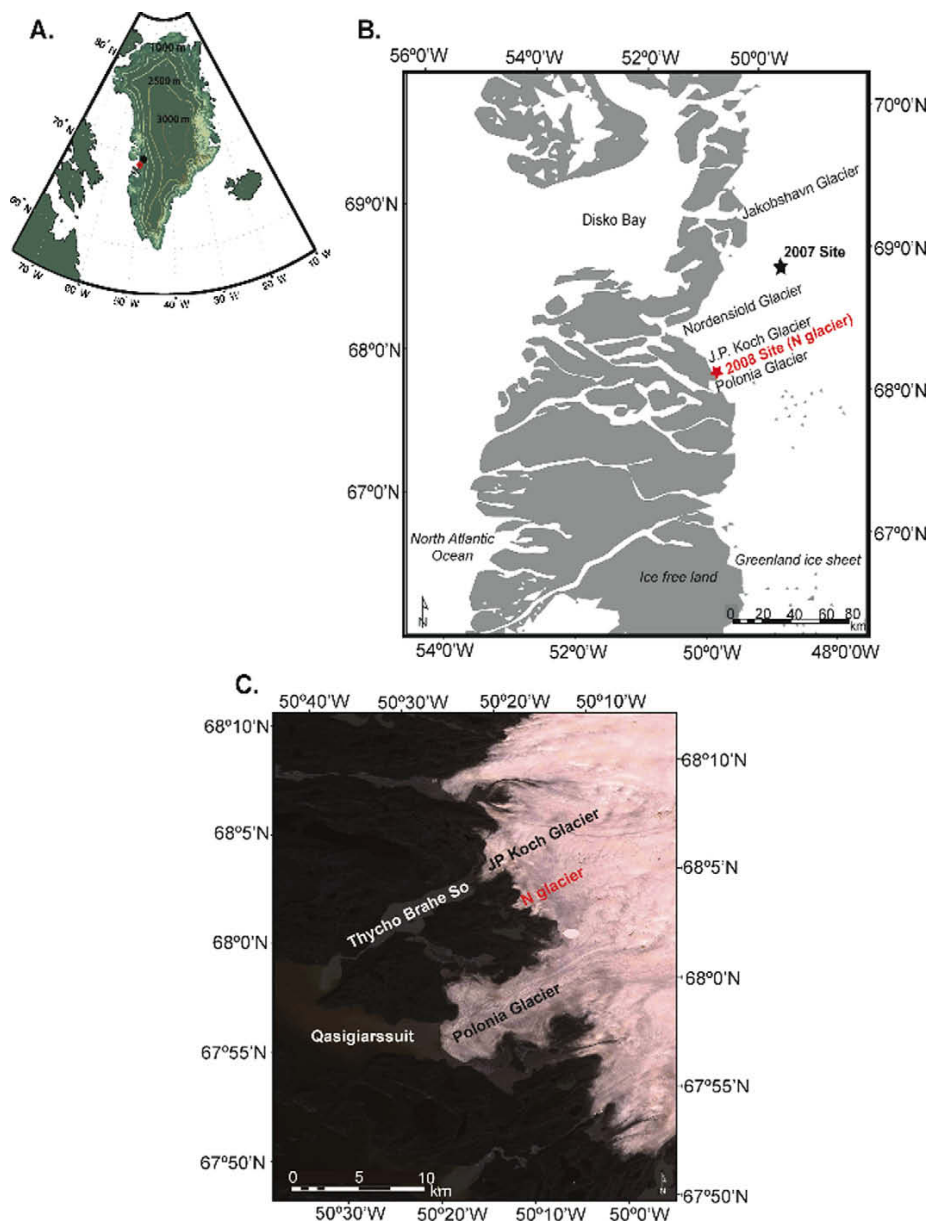 A.
80° N
70° N
60° N
1000 m
2500 m
3000 m
70° W
60° W
50° W
40° W
30° W
20° W
10 W
B.
56°0'W
54°0'W
52°0'W
50°0'W
70°0'N
69°0'N
69°0'N
68°0'N
68°0'N
67°0'N
67°0'N
Disko Bay
Jakobshavn Glacier
2007 Site
Nordensiold Glacier
J.P. Koch Glacier
2008 Site (N glacier)
Polonia Glacier
North Atlantic
Ocean
Greenland ice sheet
Ice free land
N
0 20 40 60 80
km
54°0'W
52°0'W
50°0'W
48°0'W
C.
50°40'W
50°30'W
50°20'W
50°10'W
68°10'N
68°10'N
68°5'N
68°5'N
68°0'N
68°0'N
67°55'N
67°55'N
67°50'N
67°50'N
JP Koch Glacier
N glacier
Thycho Brahe So
Polonia Glacier
Qasigiarssuit
0 5 10
km
N
50°30'W
50°20'W
50°10'W
50°0'W